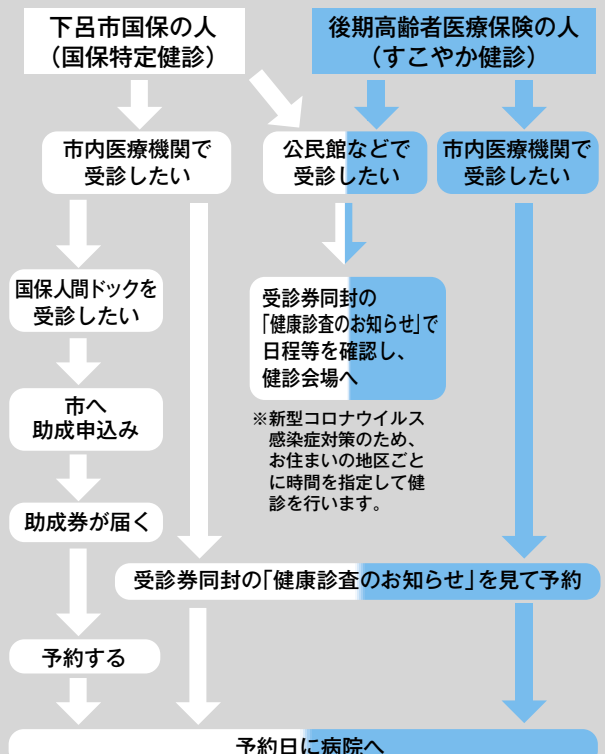 下呂市国保の人
（国保特定健診）
後期高齢者医療保険の人
（すこやか健診）
市内医療機関で
受診したい
公民館などで
受診したい
市内医療機関で
受診したい
国保人間ドックを
受診したい
受診券同封の
「健康診査のお知らせ」で
日程等を確認し、
健診会場へ
市へ
助成申込み
※新型コロナウイルス
感染症対策のため、
お住まいの地区ごと
に時間を指定して健
診を行います。
助成券が届く
受診券同封の「健康診査のお知らせ」を見て予約
予約する
予約日に病院へ